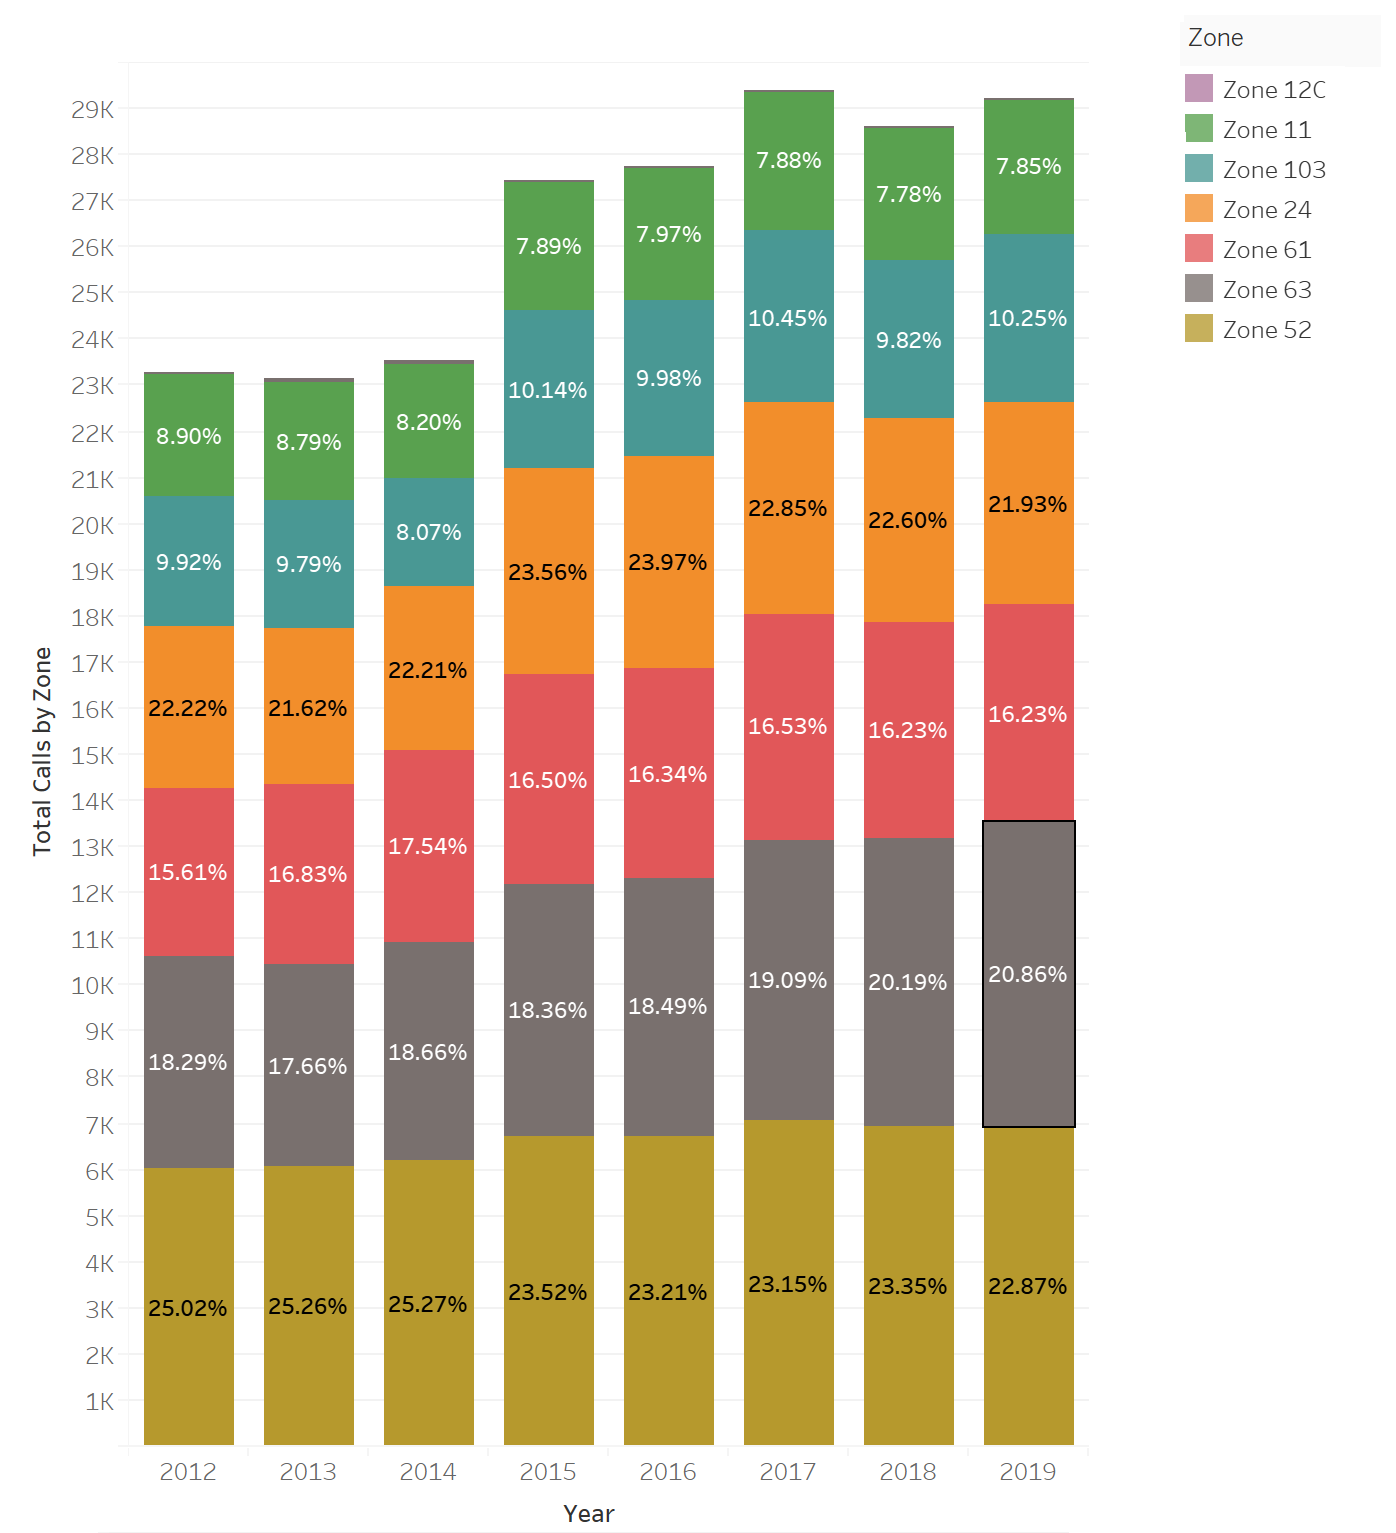 Zone
Zone 12C
Zone 11
Zone 103
Zone 24
Zone 61
Zone 63
Zone 52
Total Calls by Zone
29K
28K
27K
26K
25K
24K
23K
22K
21K
20K
19K
18K
17K
16K
15K
14K
13K
12K
11K
10K
9K
8K
7K
6K
5K
4K
3K
2K
1K
8.90%
9.92%
22.22%
15.61%
18.29%
25.02%
8.79%
9.79%
21.62%
16.83%
17.66%
25.26%
8.20%
8.07%
22.21%
17.54%
18.66%
25.27%
7.89%
10.14%
23.56%
16.50%
18.36%
23.52%
7.97%
9.98%
23.97%
16.34%
18.49%
23.21%
7.88%
10.45%
22.85%
16.53%
19.09%
23.15%
7.78%
9.82%
22.60%
16.23%
20.19%
23.35%
7.85%
10.25%
21.93%
16.23%
20.86%
22.87%
2012 2013 2014 2015 2016 2017 2018 2019
Year